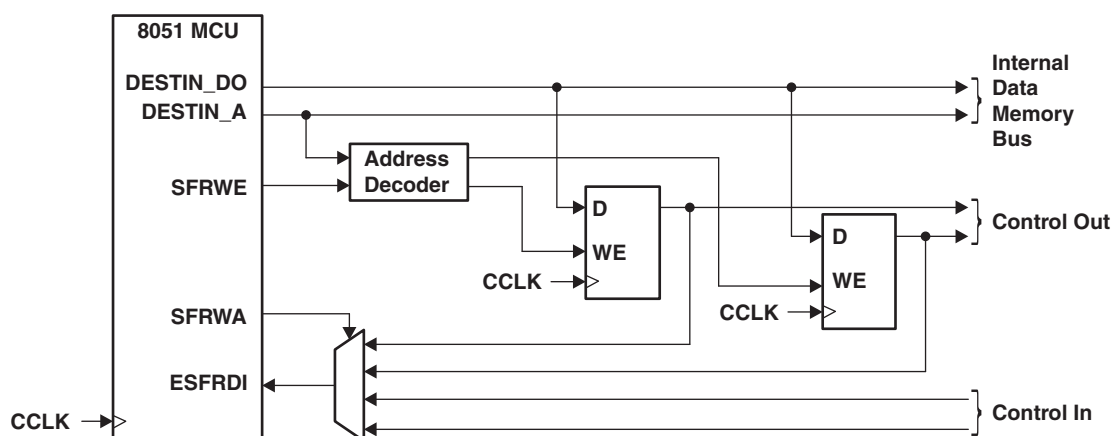 8051 MCU
DESTIN_DO
DESTIN_A
SFRWE
SFRWA
ESFRDI
CCLK
Address
Decoder
D
WE
CCLK
D
WE
CCLK
Internal
Data
Memory
Bus
Control Out
Control In